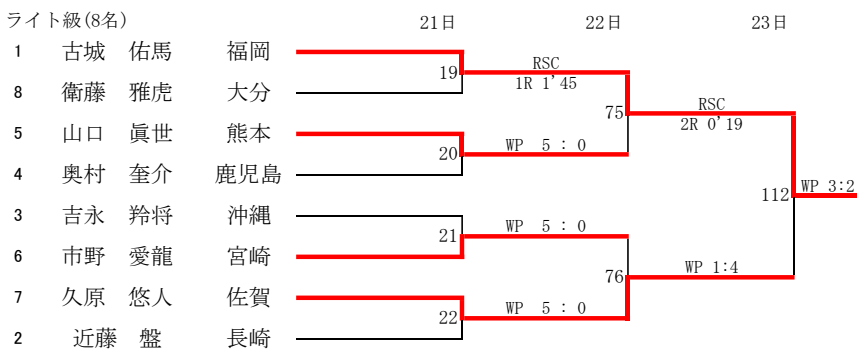 ライト級(8名) 21日 22日 23日
1 古城 佑馬 福岡
19 RSC
1R 1'45
8 衛藤 雅虎 大分
75 RSC
2R 0'19
5 山口 眞世 熊本
20 WP 5 : 0
4 奥村 奎介 鹿児島
112 WP 3:2
3 吉永 羚将 沖縄
21 WP 5 : 0
6 市野 愛龍 宮崎
76 WP 1:4
7 久原 悠人 佐賀
22 WP 5 : 0
2 近藤 盤 長崎